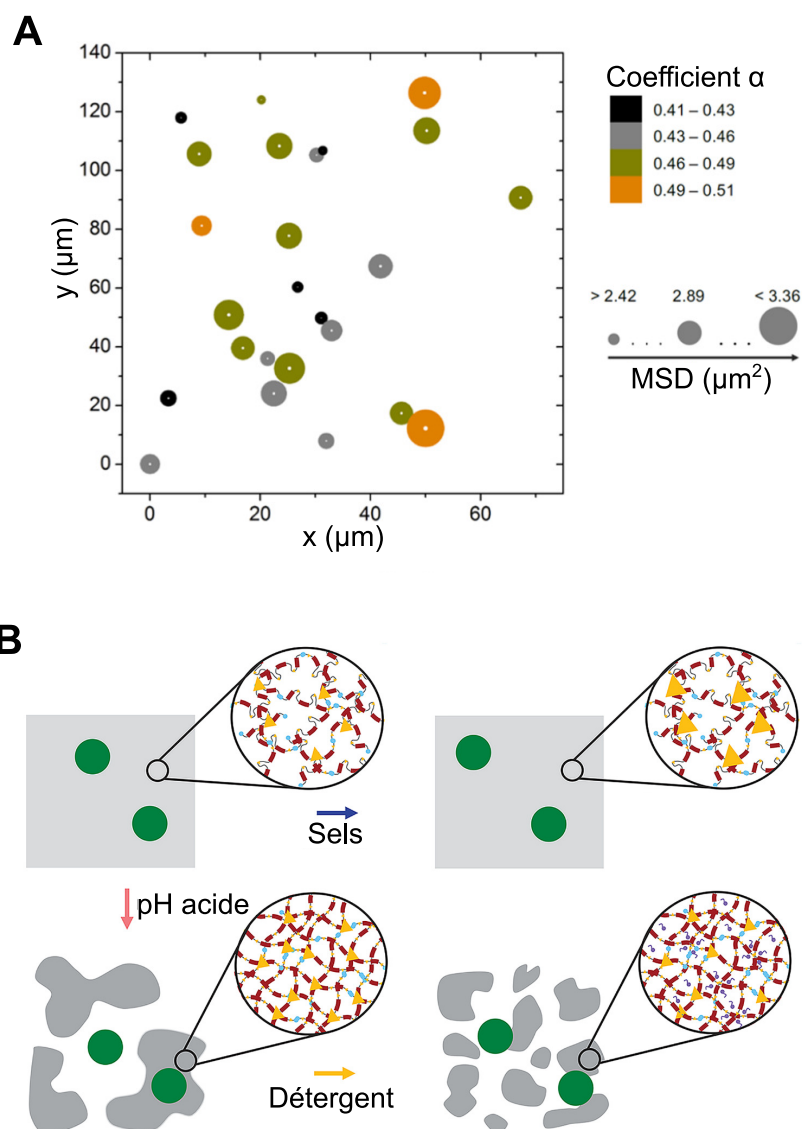 A
Coefficient α
0.41 – 0.43
0.43 – 0.46
0.46 – 0.49
0.49 – 0.51
140
120
100
80
60
40
20
0
y (µm)
0 20 40 60
x (µm)
> 2.42 2.89 < 3.36
MSD (µm²)
B
Sels
pH acide
Détergent